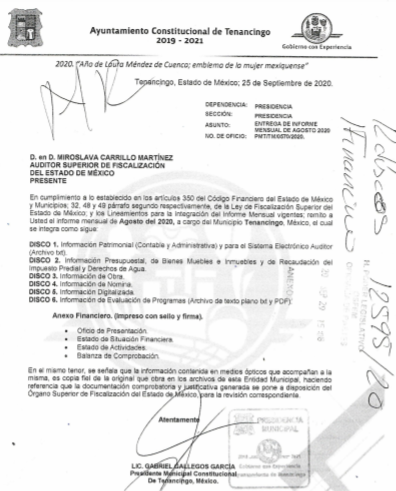 Ayuntamiento Constitucional de Tenancingo
2019 - 2021
Gobierno con Experiencia
2020. "Año de Laura Méndez de Cuenca; emblema de la mujer mexiquense"
Tenancingo, Estado de México; 25 de Septiembre de 2020.
DEPENDENCIA: PRESIDENCIA
SECCIÓN: PRESIDENCIA
ASUNTO: ENTREGA DE INFORME
MENSUAL DE AGOSTO 2020
NO. DE OFICIO:
D. en D. MIROSLAVA CARRILLO MARTÍNEZ
AUDITOR SUPERIOR DE FISCALIZACIÓN
DEL ESTADO DE MÉXICO
PRESENTE
En cumplimiento a lo establecido en los artículos 350 del Código Financiero del Estado de México
y Municipios; 32, 48 y 49 párrafo segundo respectivamente, de la Ley de Fiscalización Superior del
Estado de México; y los Lineamientos para la Integración del Informe Mensual vigentes; remito a
Usted el informe mensual de Agosto del 2020, a cargo del Municipio Tenancingo, México, el cual
se integra como sigue:
DISCO 1. Información Patrimonial (Contable y Administrativa) y para el Sistema Electrónico Auditor
(Archivo txt).
DISCO 2. Información Presupuestal, de Bienes Muebles e Inmuebles y de Recaudación del
Impuesto Predial y Derechos de Agua.
DISCO 3. Información de Obra.
DISCO 4. Información de Nomina.
DISCO 5. Información Digitalizada.
DISCO 6. Información de Evaluación de Programas (Archivo de texto plano txt y PDF).
Anexo Financiero. (Impreso con sello y firma).
• Oficio de Presentación.
• Estado de Situación Financiera.
• Estado de Actividades.
• Balanza de Comprobación.
En el mismo tenor, se señala que la información contenida en medios ópticos que acompañan a la
misma, es copia fiel de la original que obra en los archivos de esta Entidad Municipal, haciendo
referencia que la documentación comprobatoria y justificativa generada se pone a disposición del
Órgano Superior de Fiscalización del Estado de México, para la revisión correspondiente.
Atentamente
PRESIDENCIA
MUNICIPAL
LIC. GABRIEL GALLEGOS GARCÍA
Presidente Municipal Constitucional
De Tenancingo, México.
Gobierno con Experiencia
6 discos
1 Financiero
12595/20